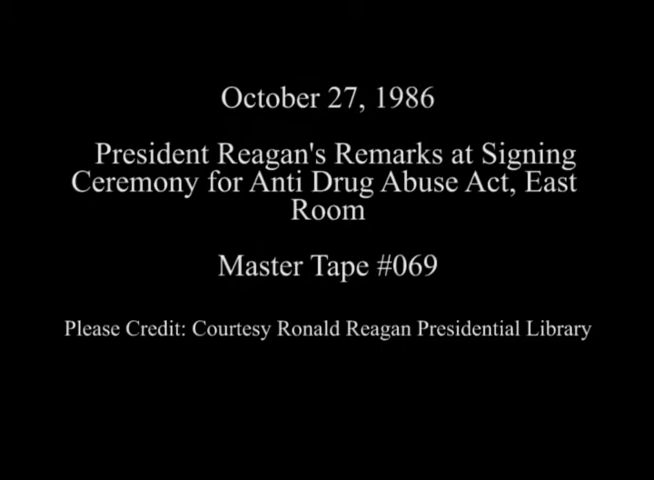 October 27, 1986
President Reagan's Remarks at Signing
Ceremony for Anti Drug Abuse Act, East
Room
Master Tape #069
Please Credit: Courtesy Ronald Reagan Presidential Library